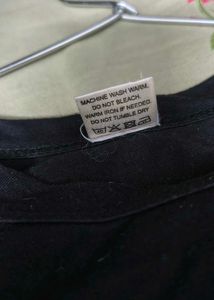 MACHINE WASH WARM.
DO NOT BLEACH.
WARM IRON IF NEEDED.
DO NOT TUMBLE DRY